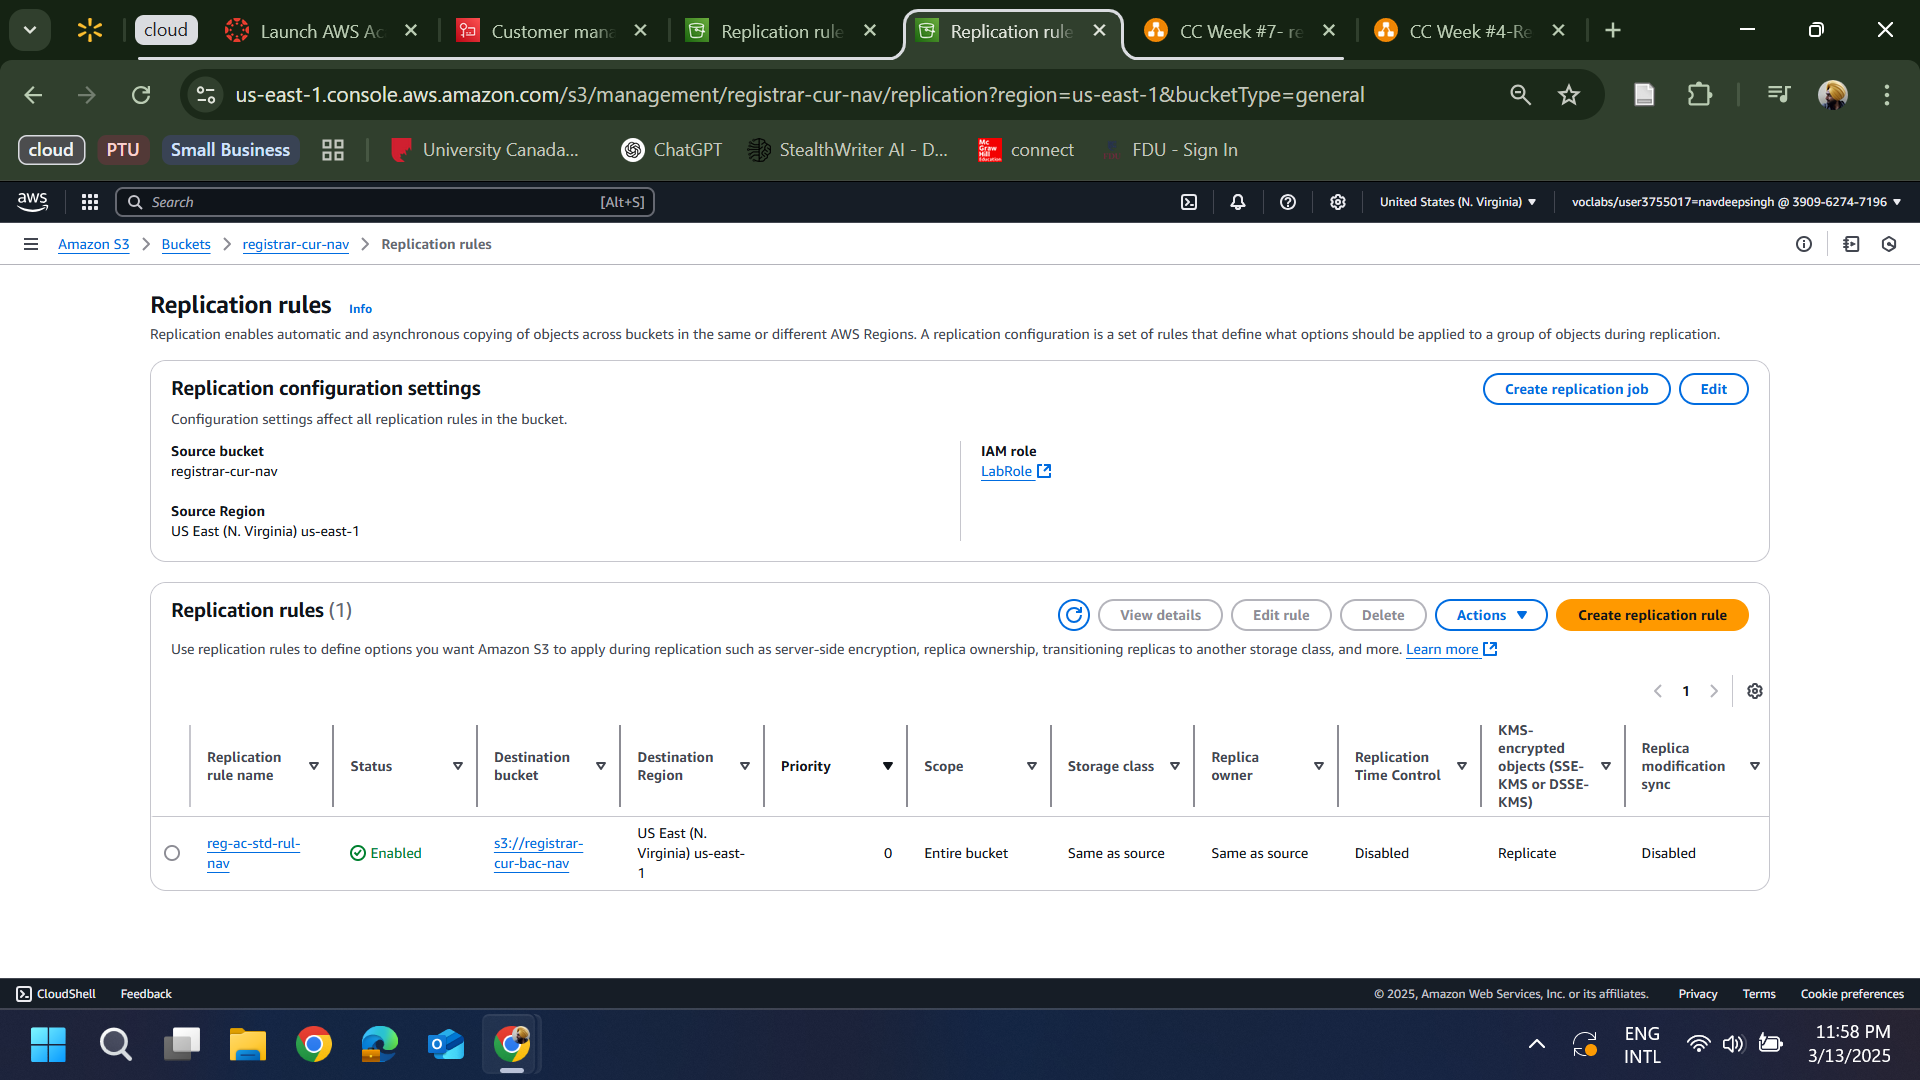 cloud
Launch AWS Ac
Customer mana
Replication rule
Replication rule
CC Week #7- re
CC Week #4-Re
us-east-1.console.aws.amazon.com/s3/management/registrar-cur-nav/replication?region=us-east-1&bucketType=general
cloud
PTU
Small Business
University Canada...
ChatGPT
StealthWriter AI - D...
Mc Graw Hill Education
connect
FDU - Sign In
aws
Search
[Alt+S]
United States (N. Virginia)
voclabs/user3755017=navdeepsingh @ 3909-6274-7196
Amazon S3
Buckets
registrar-cur-nav
Replication rules
Replication rules
Info
Replication enables automatic and asynchronous copying of objects across buckets in the same or different AWS Regions. A replication configuration is a set of rules that define what options should be applied to a group of objects during replication.
Replication configuration settings
Create replication job
Edit
Configuration settings affect all replication rules in the bucket.
Source bucket
registrar-cur-nav
Source Region
US East (N. Virginia) us-east-1
IAM role
LabRole
Replication rules (1)
View details
Edit rule
Delete
Actions
Create replication rule
Use replication rules to define options you want Amazon S3 to apply during replication such as server-side encryption, replica ownership, transitioning replicas to another storage class, and more. Learn more
1
Replication
rule name
Status
Destination
bucket
Destination
Region
Priority
Scope
Storage class
Replica
owner
Replication
Time Control
KMS-
encrypted
objects (SSE-
KMS or DSSE-
KMS)
Replica
modification
sync
reg-ac-std-rul-
nav
Enabled
s3://registrar-
cur-bac-nav
US East (N.
Virginia) us-east-
1
0
Entire bucket
Same as source
Same as source
Disabled
Replicate
Disabled
CloudShell
Feedback
© 2025, Amazon Web Services, Inc. or its affiliates.
Privacy
Terms
Cookie preferences
ENG
INTL
11:58 PM
3/13/2025